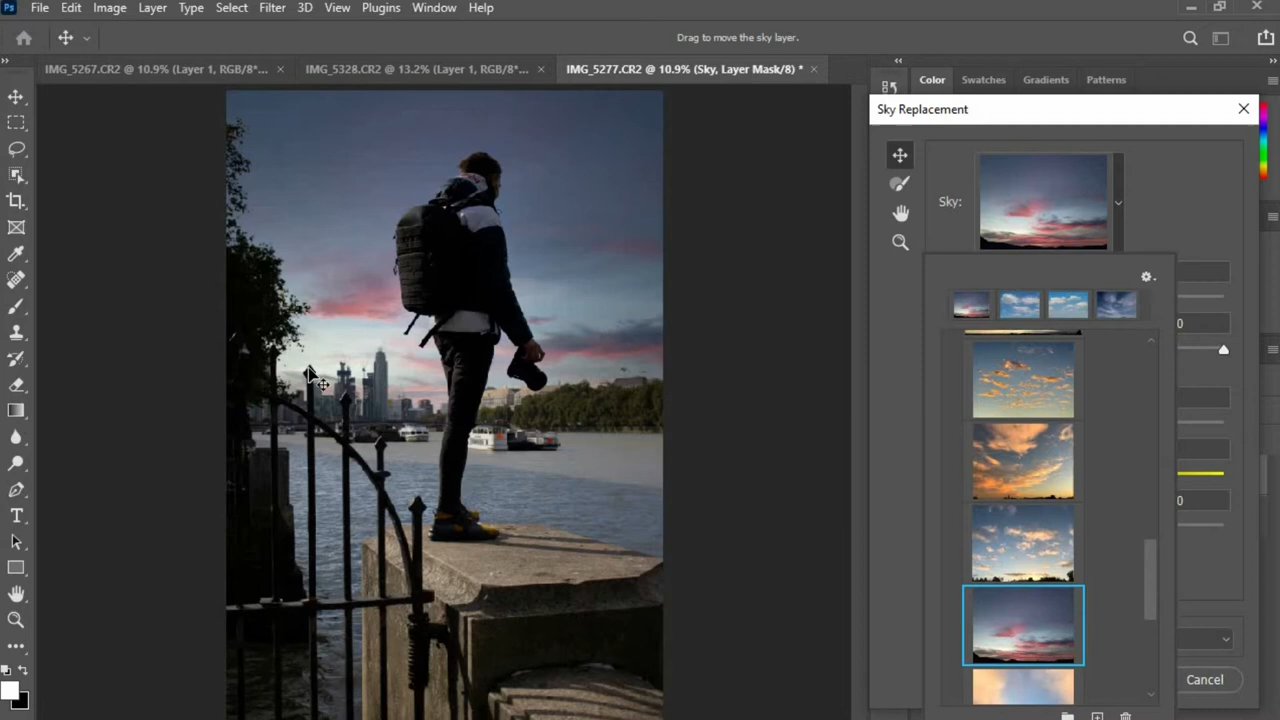 Ps File Edit Image Layer Type Select Filter 3D View Plugins Window Help
Drag to move the sky layer.
IMG_5267.CR2 @ 10.9% (Layer 1, RGB/8*... IMG_5328.CR2 @ 13.2% (Layer 1, RGB/8*... IMG_5277.CR2 @ 10.9% (Sky, Layer Mask/8) *
Color Swatches Gradients Patterns
Sky Replacement
Sky:
0
0
Cancel